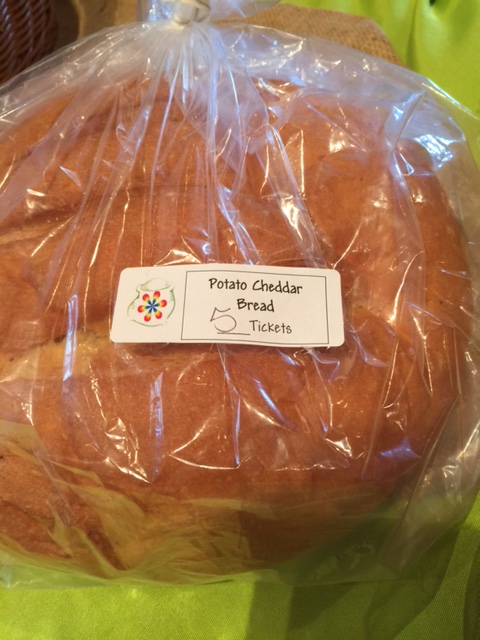 Potato Cheddar
Bread
5 Tickets